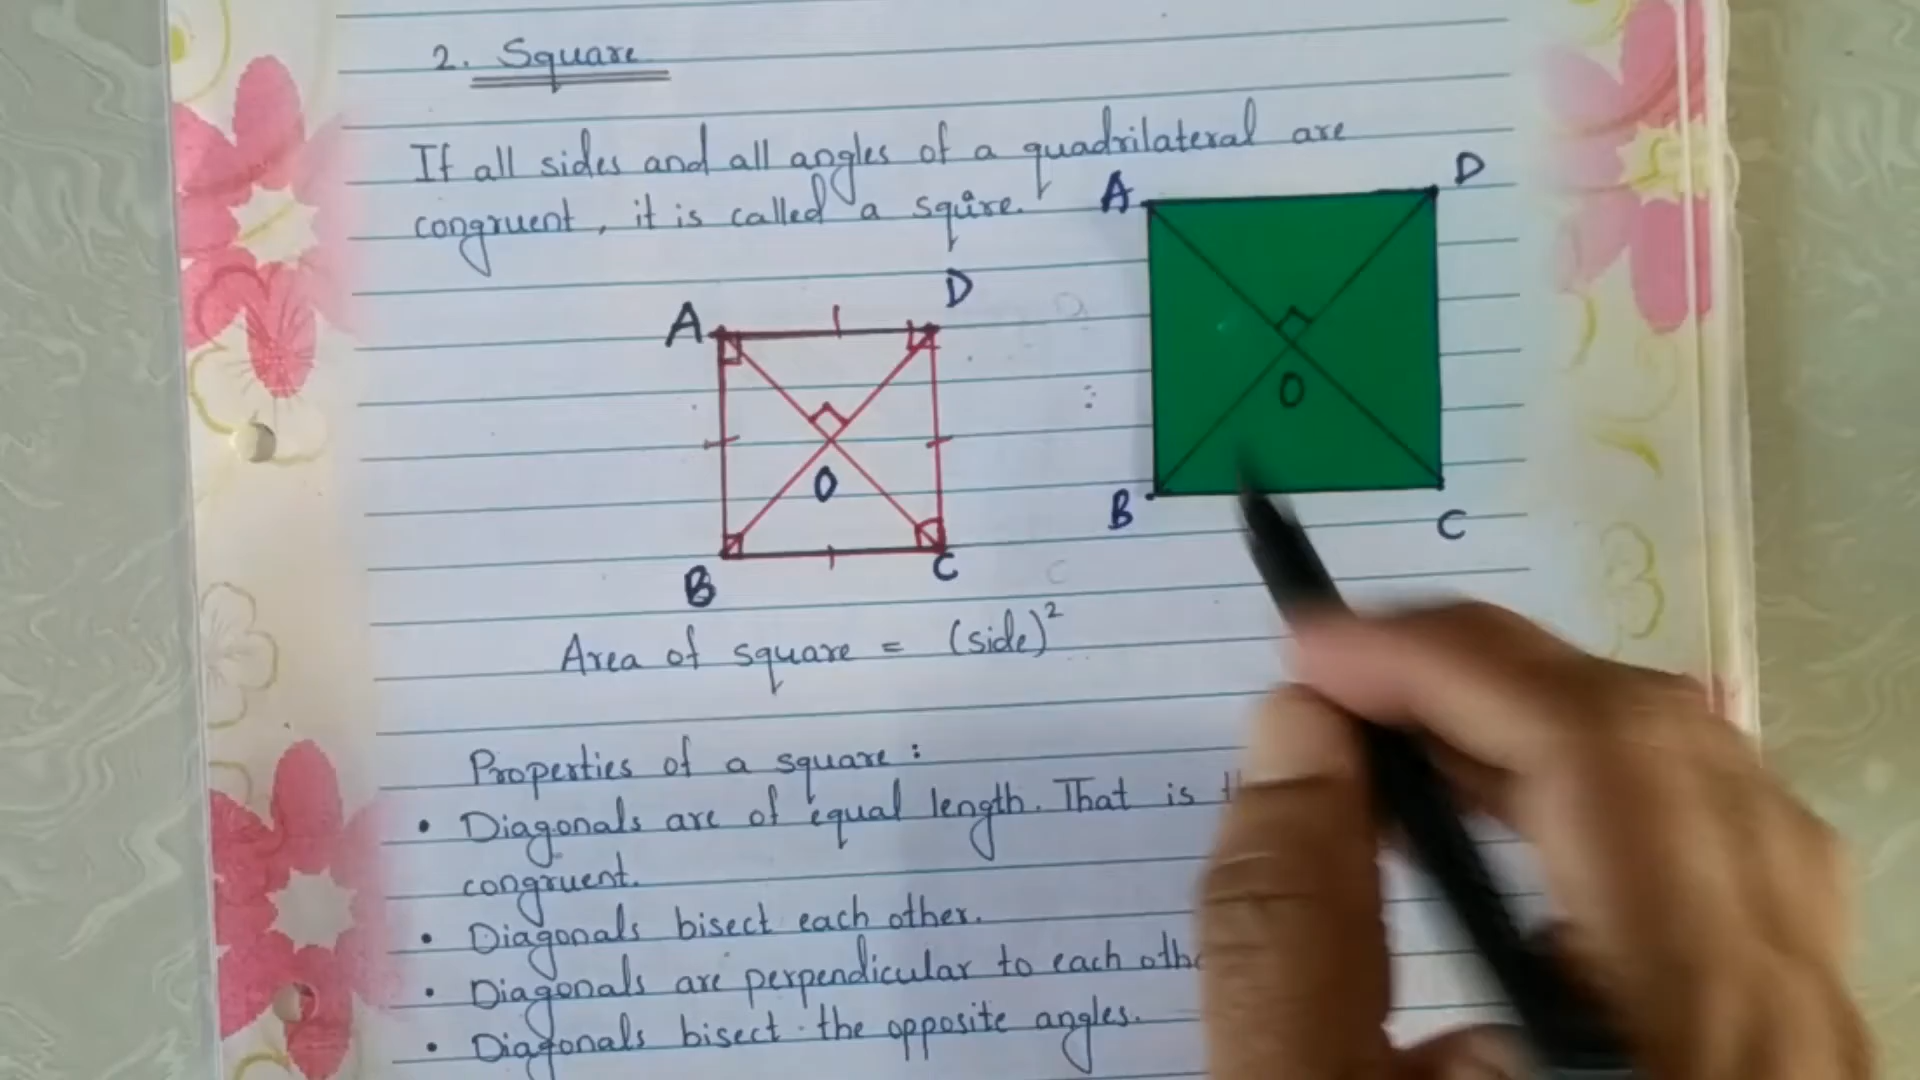 2. Square
If all sides and all angles of a quadrilateral are
congruent, it is called a squire.
A D
A D
O
O
B C
B C
Area of square = (side)²
Properties of a square :
• Diagonals are of equal length. That is
congruent.
• Diagonals bisect each other.
• Diagonals are perpendicular to each
• Diagonals bisect the opposite angles.